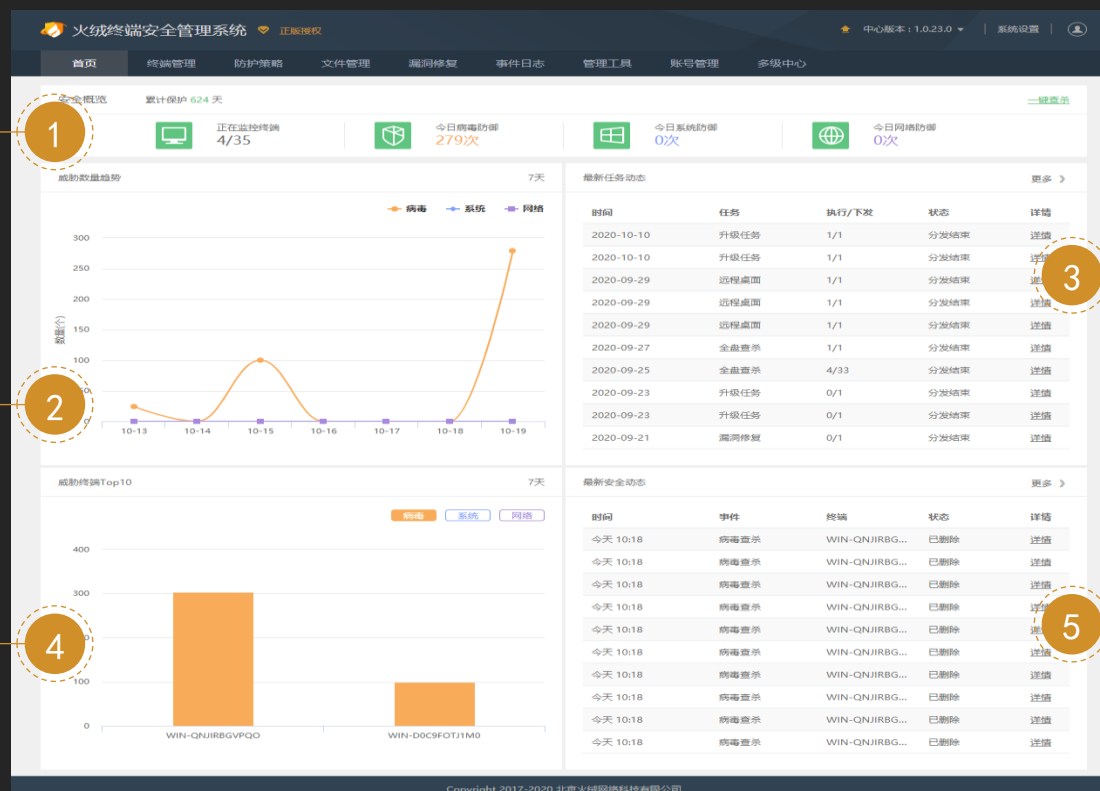 火绒终端安全管理系统 正版授权 中心版本：1.0.23.0 系统设置
首页 终端管理 防护策略 文件管理 漏洞修复 事件日志 管理工具 账号管理 多级中心
安全概览 累计保护 624 天 一键查杀
1
正在监控终端 今日病毒防御 今日系统防御 今日网络防御
4/35 279次 0次 0次
威胁数量趋势 7天
病毒 系统 网络
数量(个)
300
250
200
150
100
0
2
10-13 10-14 10-15 10-16 10-17 10-18 10-19
最新任务动态 更多
时间 任务 执行/下发 状态 详情
2020-10-10 升级任务 1/1 分发结束 详情
2020-10-10 升级任务 1/1 分发结束 详情
2020-09-29 远程桌面 1/1 分发结束
3
2020-09-29 远程桌面 1/1 分发结束 详情
2020-09-29 远程桌面 1/1 分发结束 详情
2020-09-27 全盘查杀 1/1 分发结束 详情
2020-09-25 全盘查杀 4/33 分发结束 详情
2020-09-23 升级任务 0/1 分发结束 详情
2020-09-23 升级任务 0/1 分发结束 详情
2020-09-21 漏洞修复 0/1 分发结束 详情
威胁终端Top10 7天
病毒 系统 网络
400
300
4
100
0
WIN-QNJIRBGVPQO WIN-D0C9FOTJ1M0
最新安全动态 更多
时间 事件 终端 状态 详情
今天 10:18 病毒查杀 WIN-QNJIRBG... 已删除 详情
今天 10:18 病毒查杀 WIN-QNJIRBG... 已删除 详情
今天 10:18 病毒查杀 WIN-QNJIRBG... 已删除 详情
今天 10:18 病毒查杀 WIN-QNJIRBG... 已删除 详情
今天 10:18 病毒查杀 WIN-QNJIRBG... 已删除
5
今天 10:18 病毒查杀 WIN-QNJIRBG... 已删除 详情
今天 10:18 病毒查杀 WIN-QNJIRBG... 已删除 详情
今天 10:18 病毒查杀 WIN-QNJIRBG... 已删除 详情
今天 10:18 病毒查杀 WIN-QNJIRBG... 已删除 详情
今天 10:18 病毒查杀 WIN-QNJIRBG... 已删除 详情
Copyright 2017-2020 北京火绒网络科技有限公司